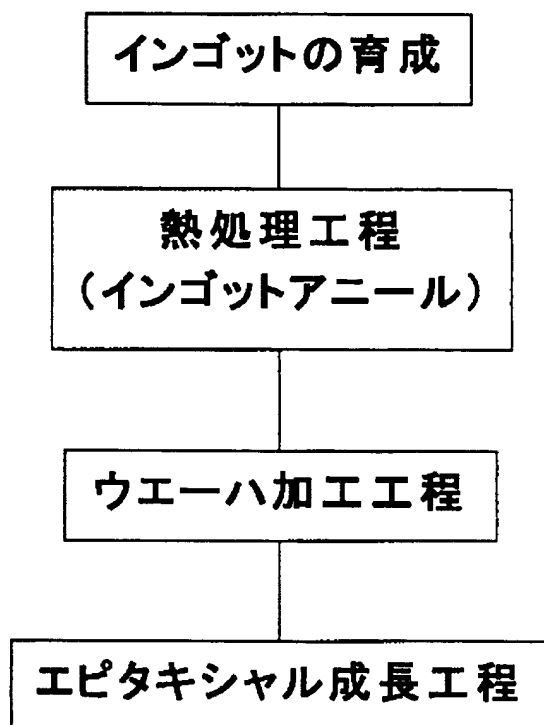 インゴットの育成
熱処理工程
(インゴットアニール)
ウエーハ加工工程
エピタキシャル成長工程